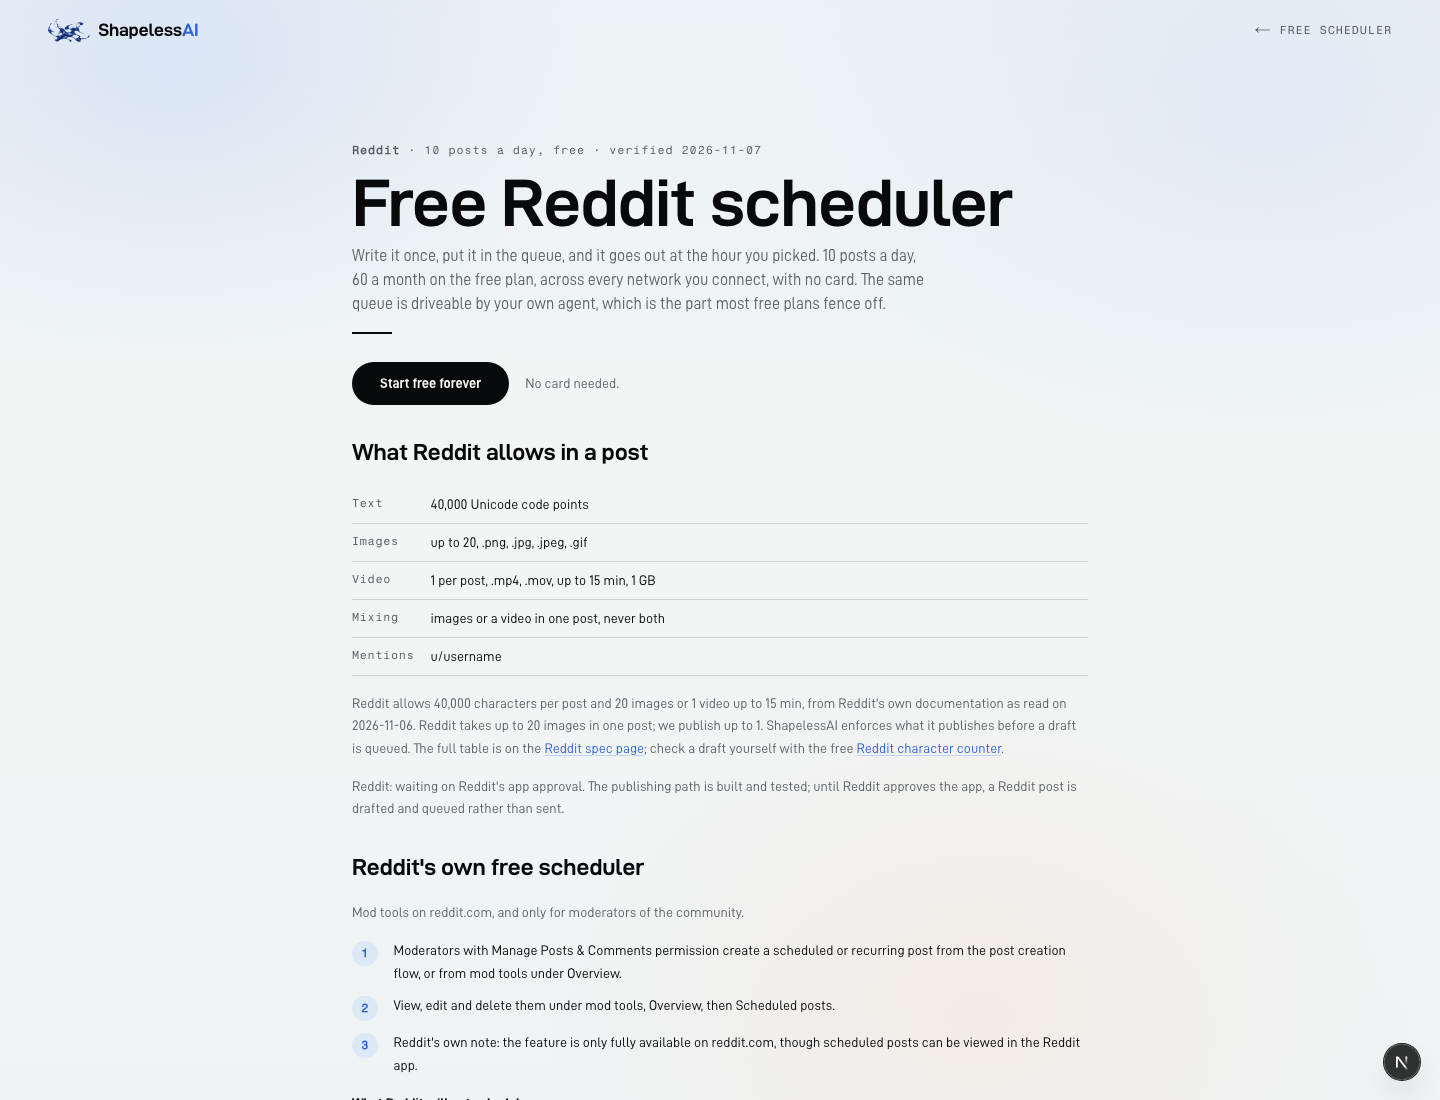 ShapelessAI
← FREE SCHEDULER
Reddit · 10 posts a day, free · verified 2026-11-07
Free Reddit scheduler
Write it once, put it in the queue, and it goes out at the hour you picked. 10 posts a day,
60 a month on the free plan, across every network you connect, with no card. The same
queue is driveable by your own agent, which is the part most free plans fence off.
Start free forever
No card needed.
What Reddit allows in a post
Text 40,000 Unicode code points
Images up to 20, .png, .jpg, .jpeg, .gif
Video 1 per post, .mp4, .mov, up to 15 min, 1 GB
Mixing images or a video in one post, never both
Mentions u/username
Reddit allows 40,000 characters per post and 20 images or 1 video up to 15 min, from Reddit's own documentation as read on
2026-11-06. Reddit takes up to 20 images in one post; we publish up to 1. ShapelessAI enforces what it publishes before a draft
is queued. The full table is on the Reddit spec page; check a draft yourself with the free Reddit character counter.
Reddit: waiting on Reddit's app approval. The publishing path is built and tested; until Reddit approves the app, a Reddit post is
drafted and queued rather than sent.
Reddit's own free scheduler
Mod tools on reddit.com, and only for moderators of the community.
1 Moderators with Manage Posts & Comments permission create a scheduled or recurring post from the post creation
flow, or from mod tools under Overview.
2 View, edit and delete them under mod tools, Overview, then Scheduled posts.
3 Reddit's own note: the feature is only fully available on reddit.com, though scheduled posts can be viewed in the Reddit
app.
N